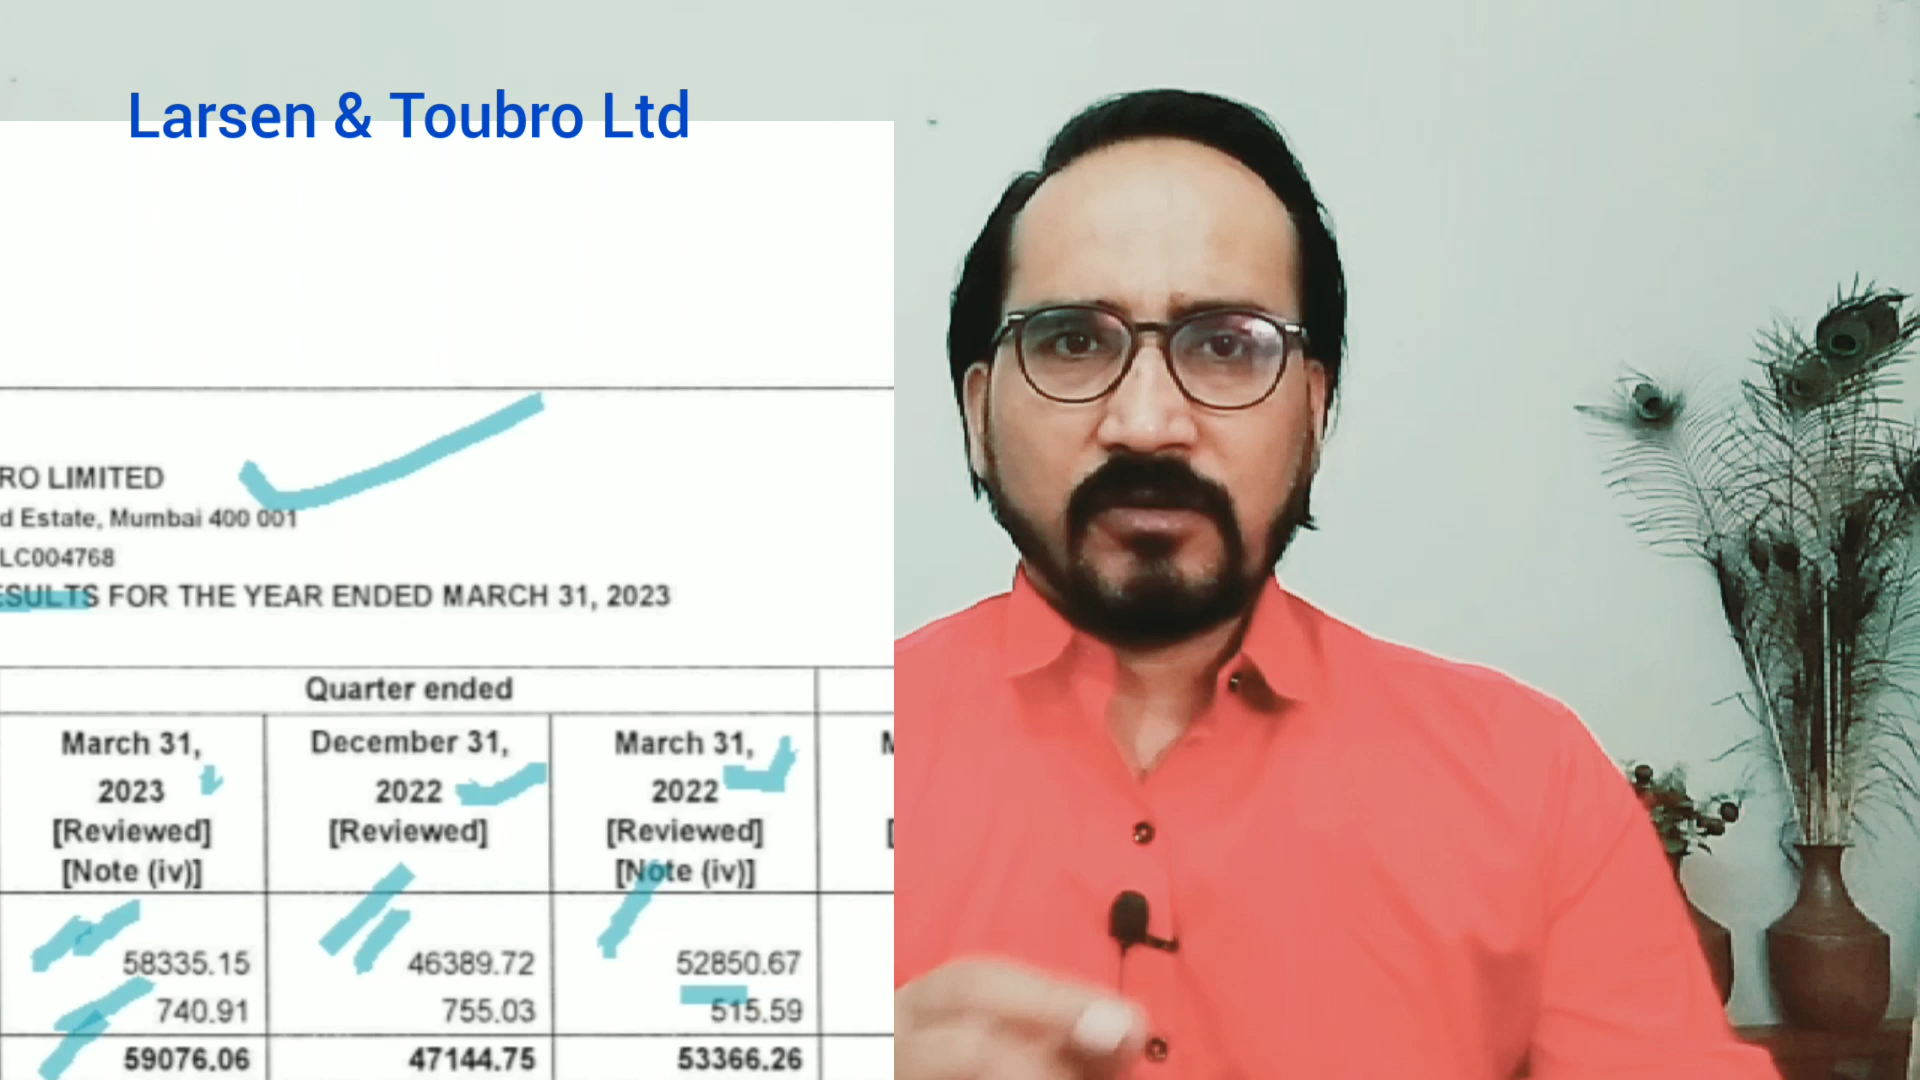 Larsen & Toubro Ltd
RO LIMITED
d Estate, Mumbai 400 001
LC004768
ESULTS FOR THE YEAR ENDED MARCH 31, 2023
Quarter ended
March 31, 2023 [Reviewed] [Note (iv)]
December 31, 2022 [Reviewed]
March 31, 2022 [Reviewed] [Note (iv)]
58335.15 46389.72 52850.67
740.91 755.03 515.59
59076.06 47144.75 53366.26